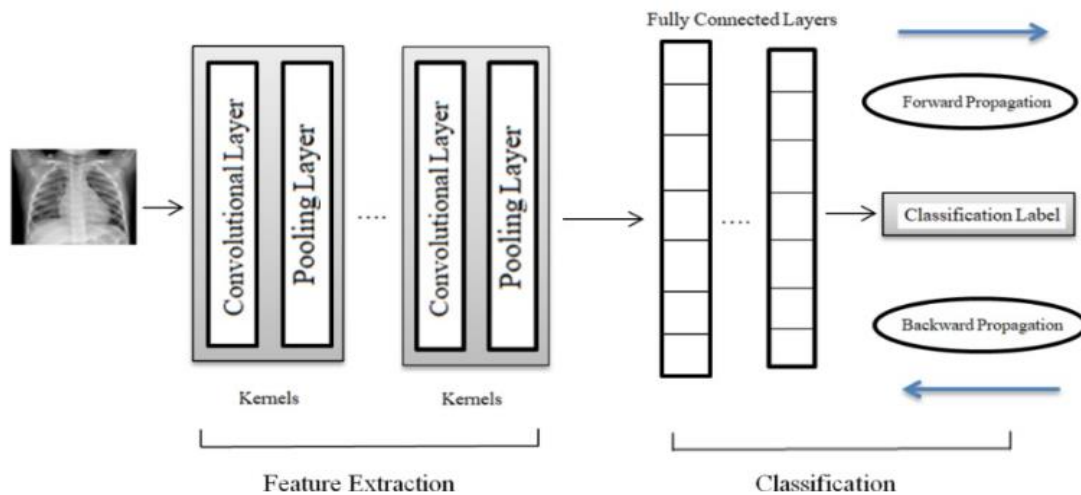 Fully Connected Layers
Convolutional Layer
Pooling Layer
....
Convolutional Layer
Pooling Layer
....
Forward Propagation
Classification Label
Backward Propagation
Kernels
Kernels
Feature Extraction
Classification